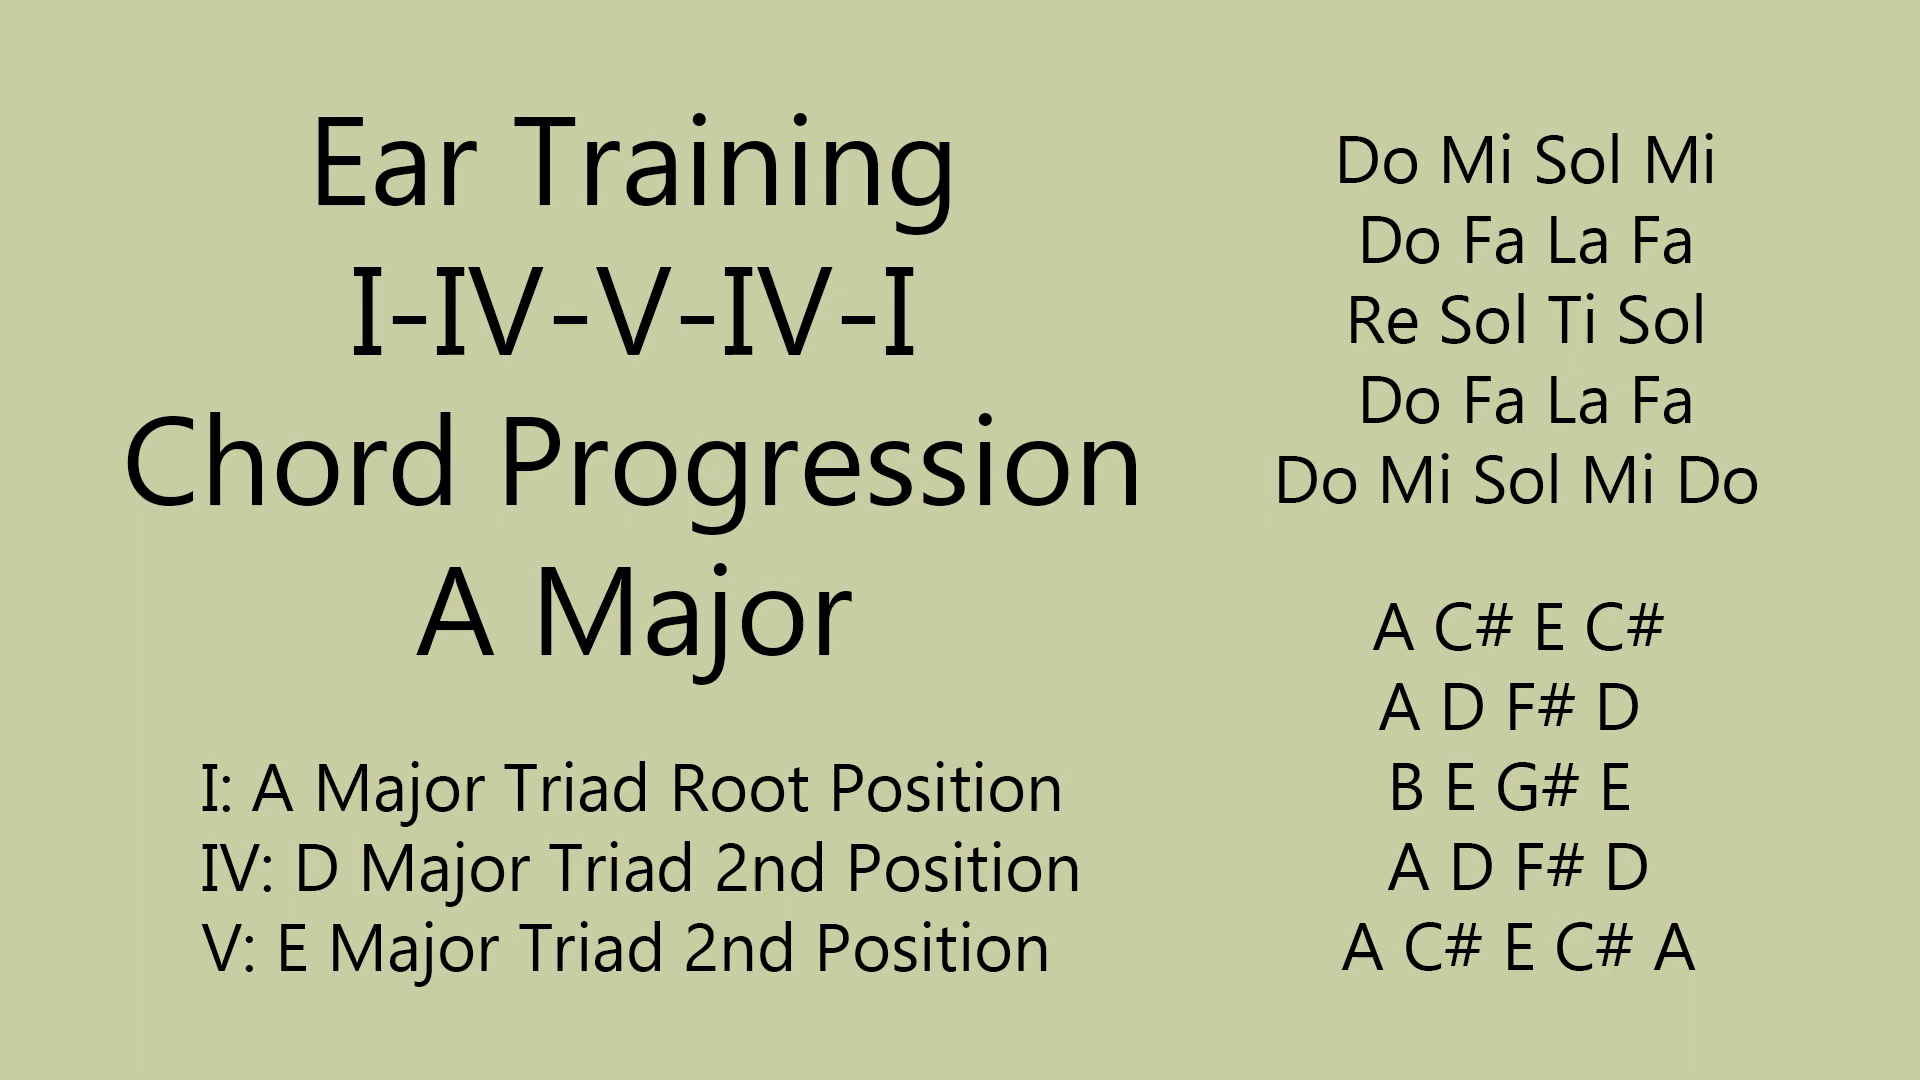 Ear Training
I-IV-V-IV-I
Chord Progression
A Major
I: A Major Triad Root Position
IV: D Major Triad 2nd Position
V: E Major Triad 2nd Position
Do Mi Sol Mi
Do Fa La Fa
Re Sol Ti Sol
Do Fa La Fa
Do Mi Sol Mi Do
A C# E C#
A D F# D
B E G# E
A D F# D
A C# E C# A